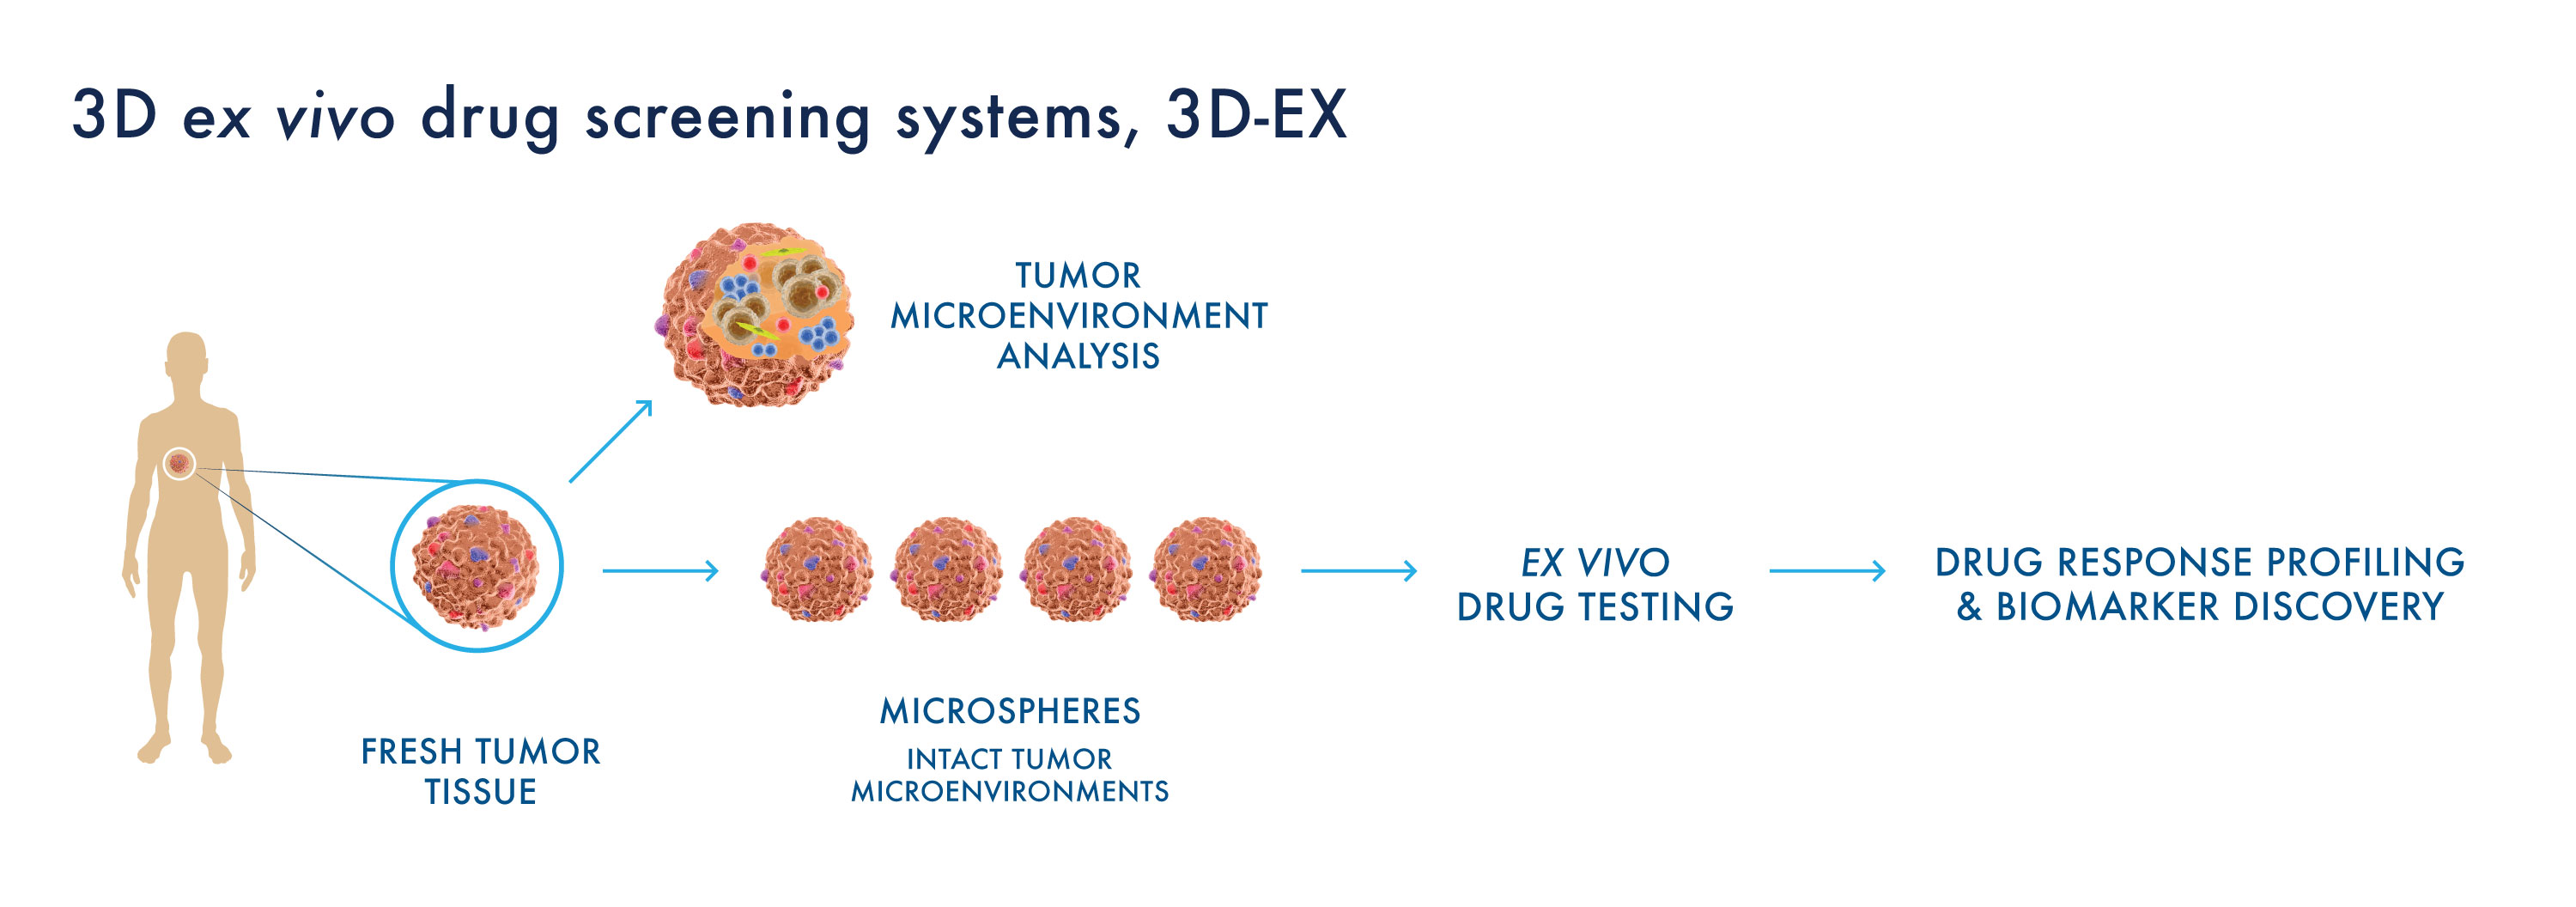 3D ex vivo drug screening systems, 3D-EX
TUMOR
MICROENVIRONMENT
ANALYSIS
FRESH TUMOR
TISSUE
MICROSPHERES
INTACT TUMOR
MICROENVIRONMENTS
EX VIVO
DRUG TESTING
DRUG RESPONSE PROFILING
& BIOMARKER DISCOVERY